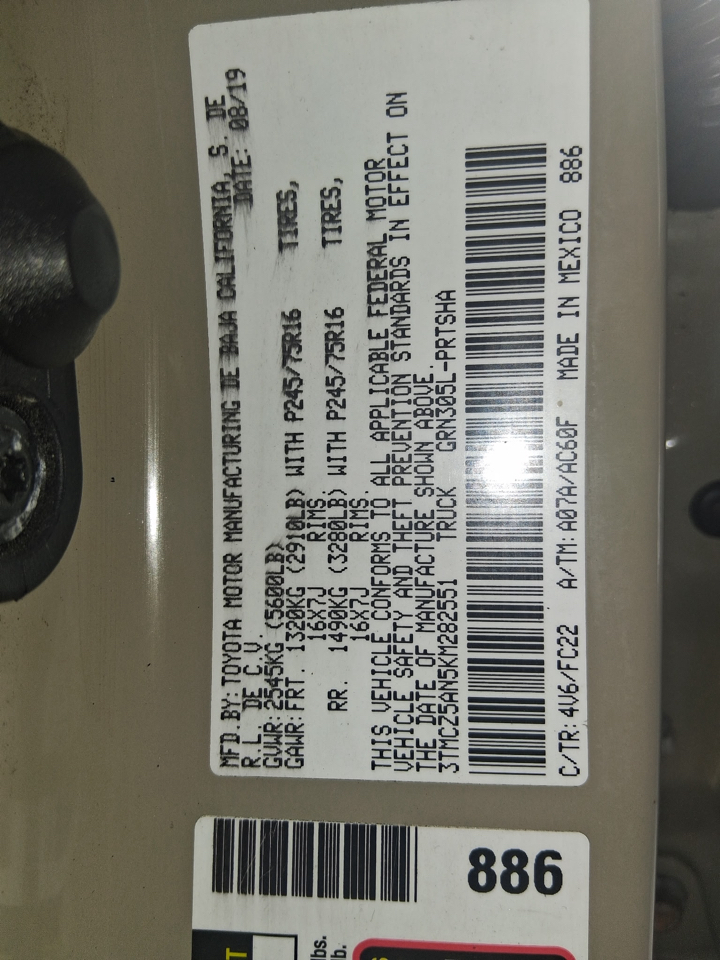 MFD BY: TOYOTA MOTOR MANUFACTURING DE BAJA CALIFORNIA, S. DE
R.L. DE C.V. DATE: 08/19
GVWR: 2545KG (5600LB)
GAWR: FRT. 1320KG (2910LB) WITH P245/75R16 TIRES,
16X7J RIMS
RR. 1490KG (3280LB) WITH P245/75R16 TIRES,
16X7J RIMS.
THIS VEHICLE CONFORMS TO ALL APPLICABLE FEDERAL MOTOR
VEHICLE SAFETY AND THEFT PREVENTION STANDARDS IN EFFECT ON
THE DATE OF MANUFACTURE SHOWN ABOVE.
3TMCZ5AN5KM282551 TRUCK GRN305L-PRTSHA
C/TR: 4V6/FC22 A/TM: A07A/AC60F MADE IN MEXICO 886
886
lbs.